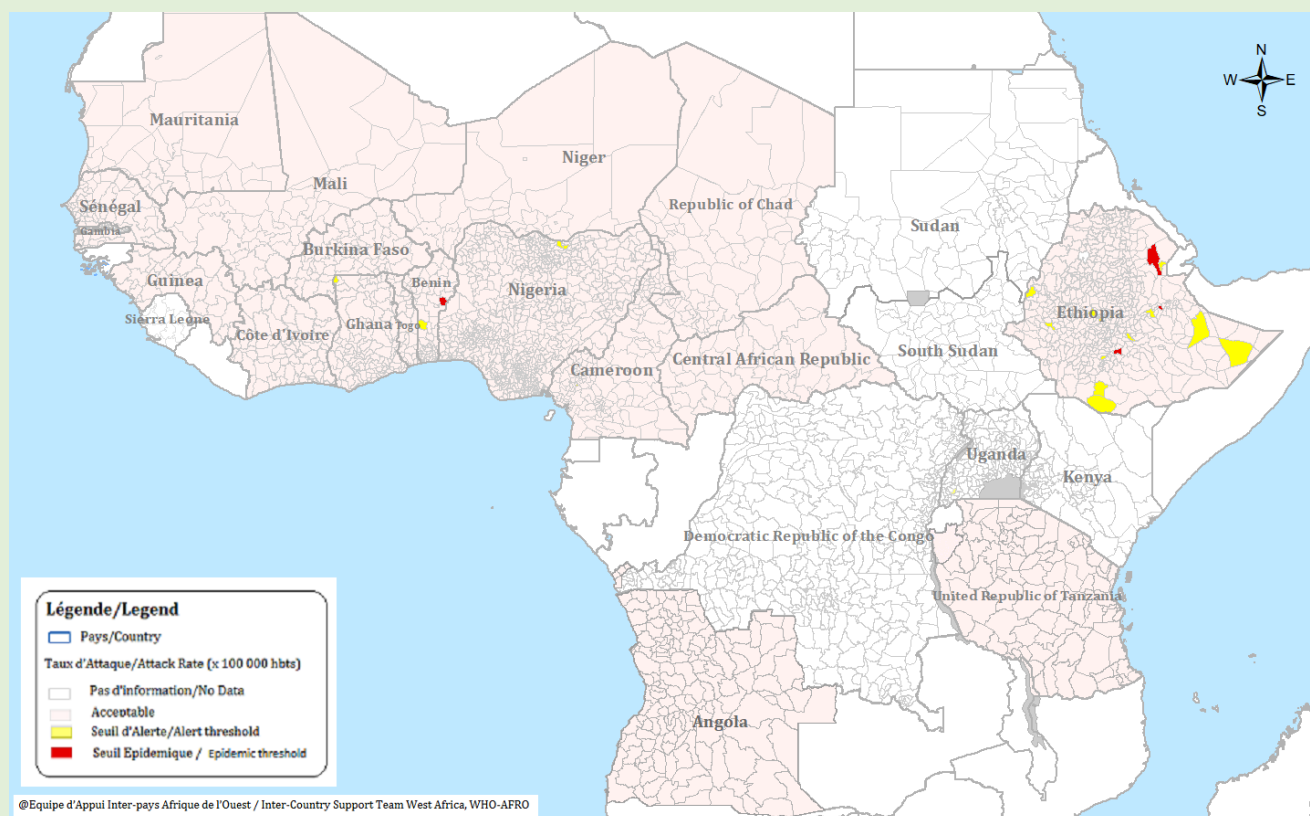 N
W E
S
Mauritania
Niger
Mali
Republic of Chad
Sénégal
Gambia
Sudan
Burkina Faso
Guinea
Benin
Nigeria
Ethiopia
Sierra Leone
Côte d'Ivoire
Ghana
Togo
South Sudan
Central African Republic
Cameroon
Uganda
Kenya
Democratic Republic of the Congo
United Republic of Tanzania
Angola
Légende/Legend
Pays/Country
Taux d'Attaque/Attack Rate (x 100 000 hbts)
Pas d'information/No Data
Acceptable
Seuil d'Alerte/Alert threshold
Seuil Epidemique / Epidemic threshold
@Equipe d'Appui Inter-pays Afrique de l'Ouest / Inter-Country Support Team West Africa, WHO-AFRO